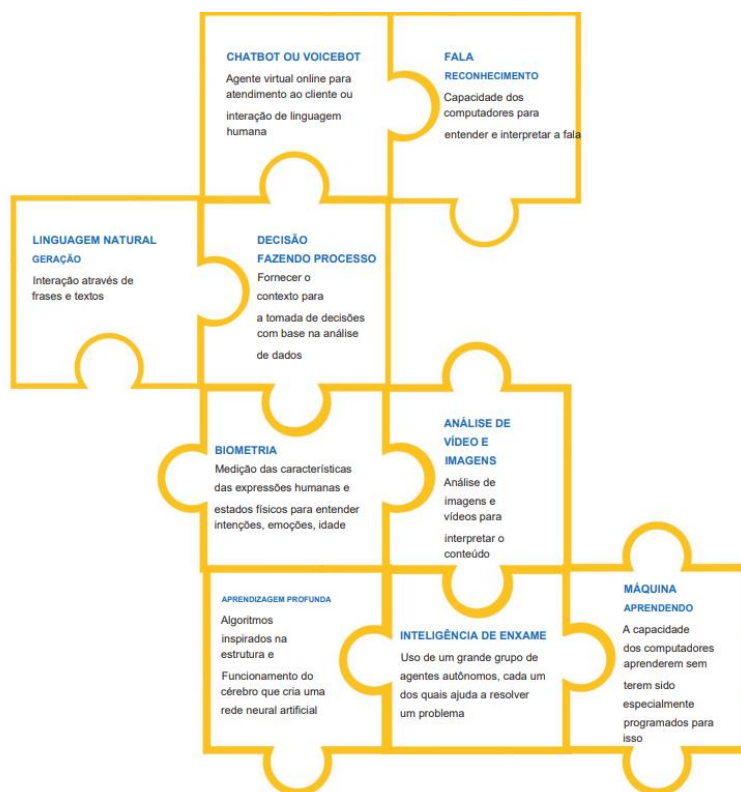 CHATBOT OU VOICEBOT
Agente virtual online para
atendimento ao cliente ou
interação de linguagem
humana
FALA
RECONHECIMENTO
Capacidade dos
computadores para
entender e interpretar a fala
LINGUAGEM NATURAL
GERAÇÃO
Interação através de
frases e textos
DECISÃO
FAZENDO PROCESSO
Fornecer o
contexto para
a tomada de decisões
com base na análise
de dados
BIOMETRIA
Medição das características
das expressões humanas e
estados físicos para entender
intenções, emoções, idade
ANÁLISE DE
VÍDEO E
IMAGENS
Análise de
imagens e
vídeos para
interpretar o
conteúdo
APRENDIZAGEM PROFUNDA
Algoritmos
inspirados na
estrutura e
Funcionamento do
cérebro que cria uma
rede neural artificial
INTELIGÊNCIA DE ENXAME
Uso de um grande grupo de
agentes autônomos, cada um
dos quais ajuda a resolver
um problema
MÁQUINA
APRENDENDO
A capacidade
dos computadores
aprenderem sem
terem sido
especialmente
programados para
isso